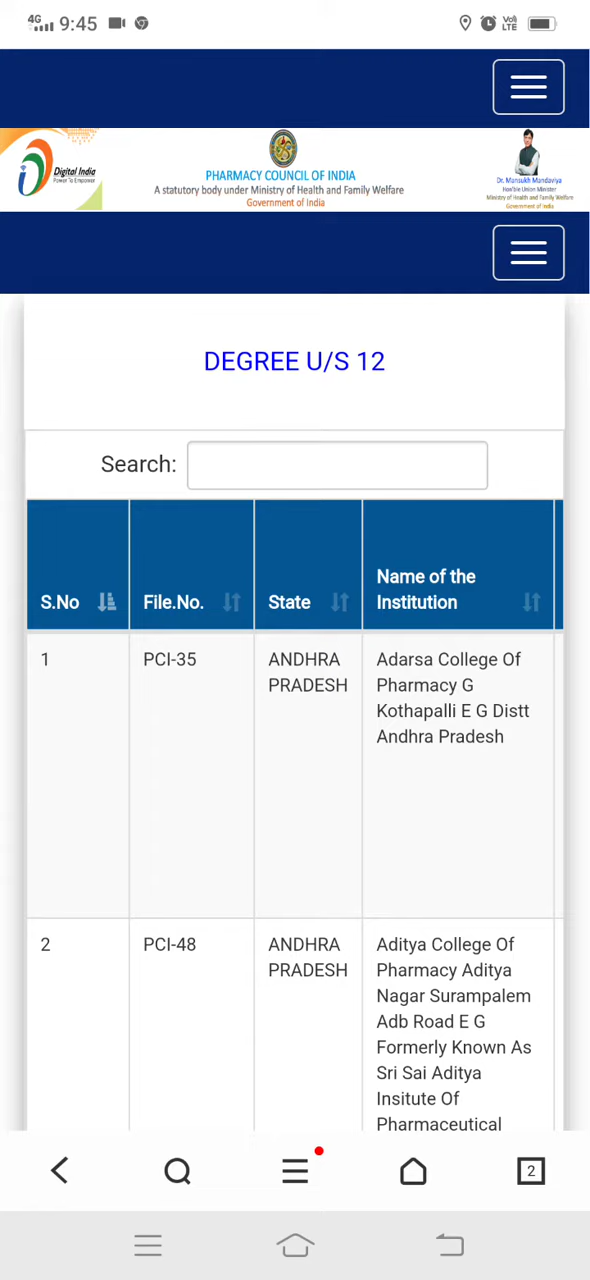 4G 9:45 VoLTE
Digital India
Power To Empower
PHARMACY COUNCIL OF INDIA
A statutory body under Ministry of Health and Family Welfare
Government of India
Dr. Mansukh Mandaviya
Hon'ble Union Minister
Ministry of Health and Family Welfare
Government of India
DEGREE U/S 12
Search:
S.No File.No. State Name of the
Institution
1 PCI-35 ANDHRA Adarsa College Of
PRADESH Pharmacy G
Kothapalli E G Distt
Andhra Pradesh
2 PCI-48 ANDHRA Aditya College Of
PRADESH Pharmacy Aditya
Nagar Surampalem
Adb Road E G
Formerly Known As
Sri Sai Aditya
Insitute Of
Pharmaceutical
2